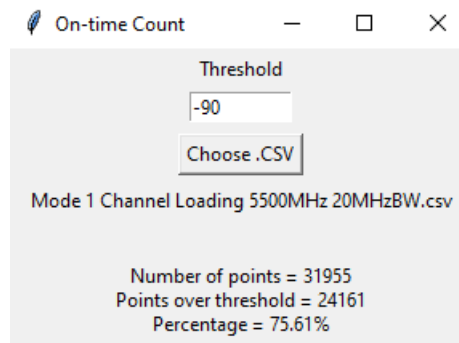 On-time Count
Threshold
-90
Choose .CSV
Mode 1 Channel Loading 5500MHz 20MHzBW.csv
Number of points = 31955
Points over threshold = 24161
Percentage = 75.61%